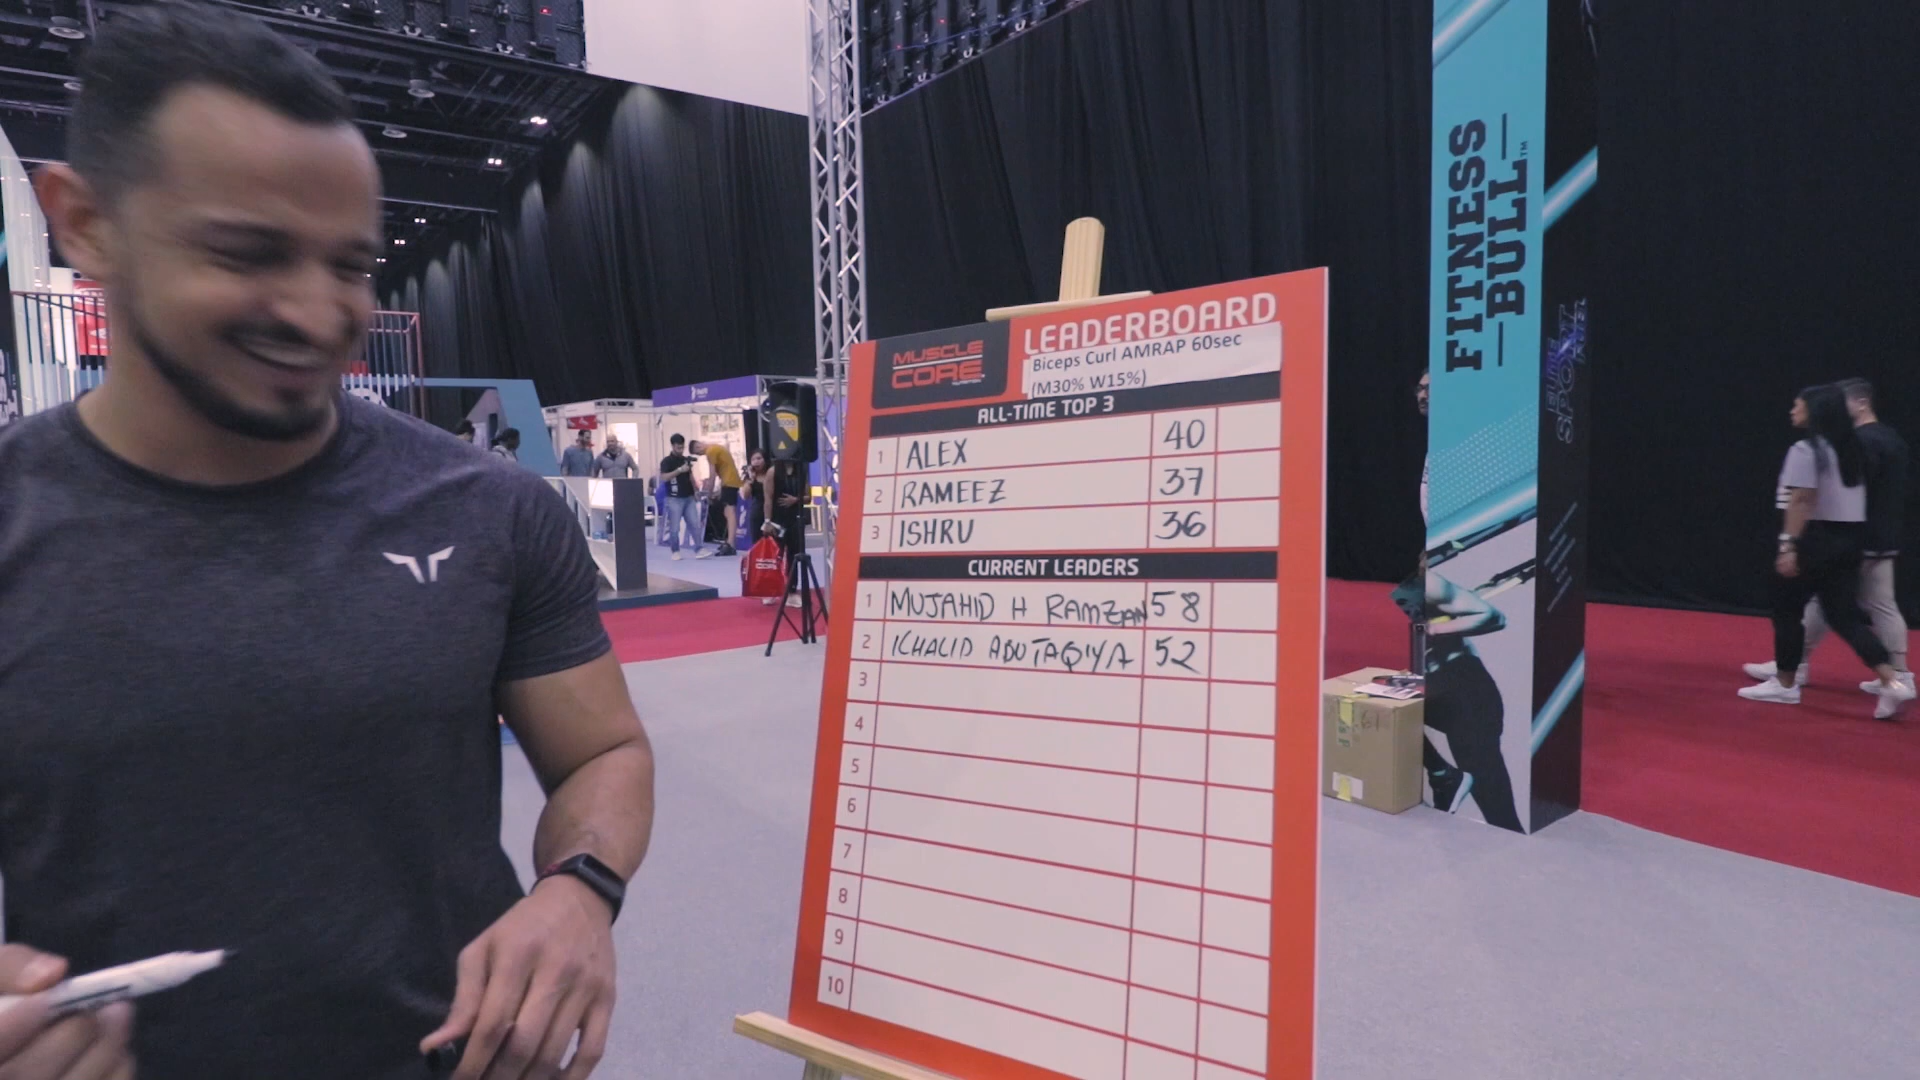 LEADERBOARD
MUSCLE CORE
Biceps Curl AMRAP 60sec
(M30% W15%)
ALL-TIME TOP 3
1 ALEX 40
2 RAMEEZ 37
3 ISHRU 36
CURRENT LEADERS
1 MUJAHID H RAMZAN 58
2 KHALID ABUTAQIYA 52
3
4
5
6
7
8
9
10
FITNESS
BULL™